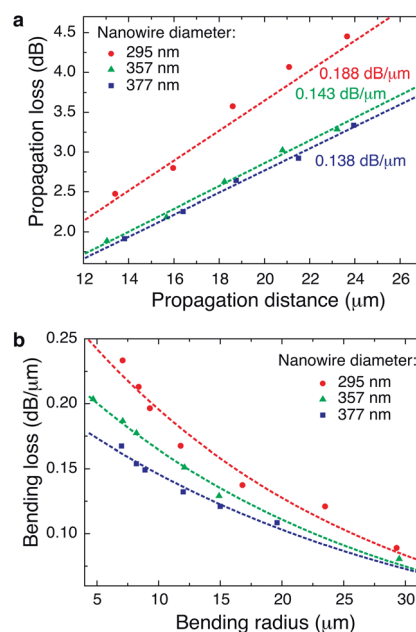 a
Nanowire diameter:
295 nm
357 nm
377 nm
4.5
4.0
3.5
3.0
2.5
2.0
Propagation loss (dB)
0.188 dB/μm
0.143 dB/μm
0.138 dB/μm
12 14 16 18 20 22 24 26
Propagation distance (μm)
b
Nanowire diameter:
295 nm
357 nm
377 nm
0.25
0.20
0.15
0.10
Bending loss (dB/μm)
5 10 15 20 25 30
Bending radius (μm)